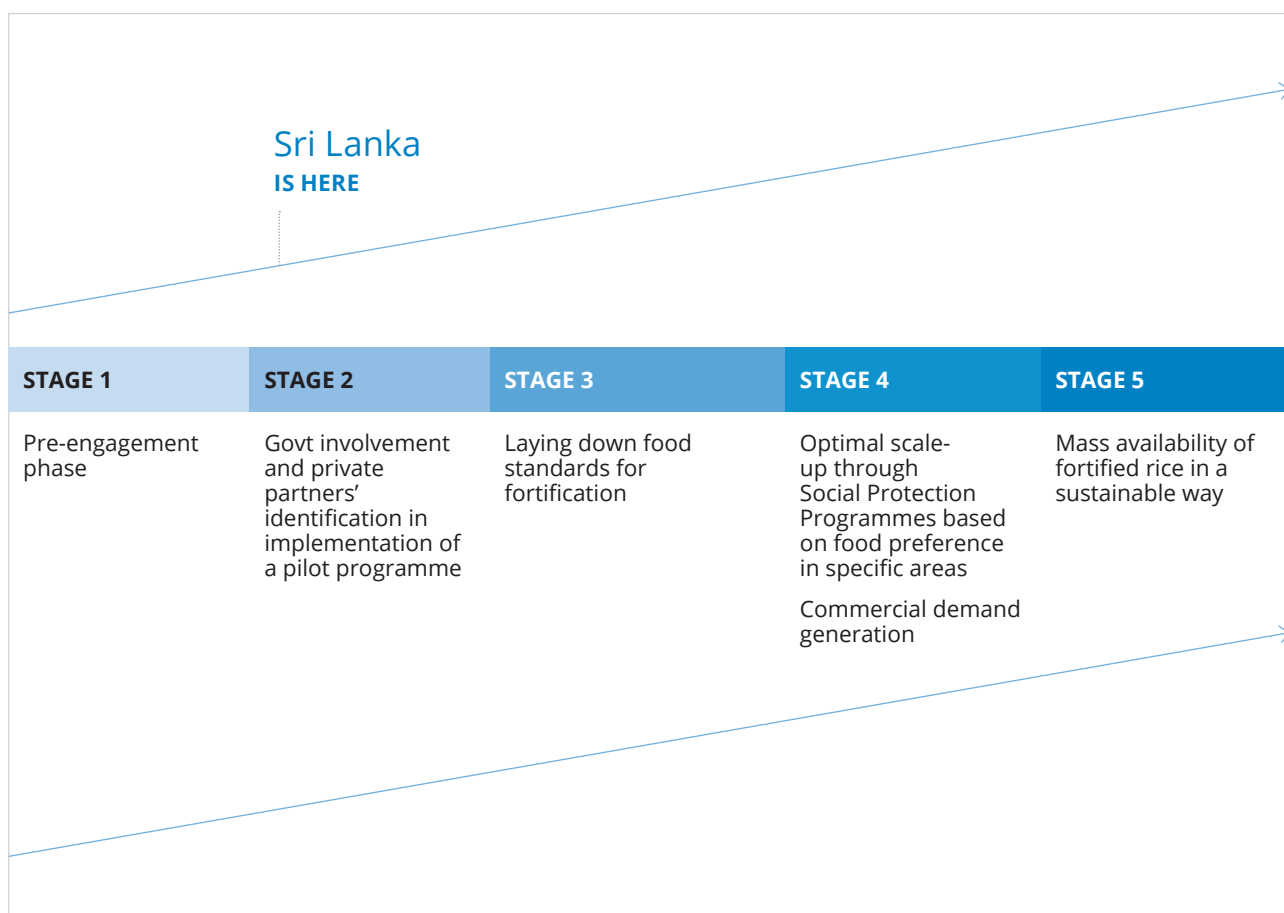 Sri Lanka
IS HERE
STAGE 1
STAGE 2
STAGE 3
STAGE 4
STAGE 5
Pre-engagement
phase
Govt involvement
and private
partners’
identification in
implementation of
a pilot programme
Laying down food
standards for
fortification
Optimal scale-
up through
Social Protection
Programmes based
on food preference
in specific areas
Commercial demand
generation
Mass availability of
fortified rice in a
sustainable way